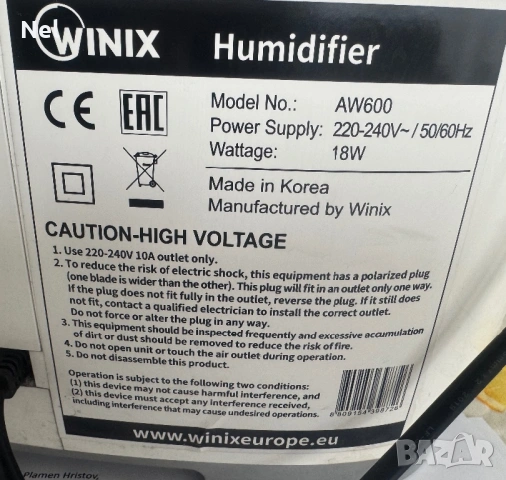 Nel
WINIX Humidifier
CE EAC
Model No.: AW600
Power Supply: 220-240V~ / 50/60Hz
Wattage: 18W
Made in Korea
Manufactured by Winix
CAUTION-HIGH VOLTAGE
1. Use 220-240V 10A outlet only.
2. To reduce the risk of electric shock, this equipment has a polarized plug
(one blade is wider than the other). This plug will fit in an outlet only one way.
If the plug does not fit fully in the outlet, reverse the plug. If it still does
not fit, contact a qualified electrician to install the correct outlet.
Do not force or alter the plug in any way.
3. This equipment should be inspected frequently and excessive accumulation
of dirt or dust should be removed to reduce the risk of fire.
4. Do not open unit or touch the air outlet during operation.
5. Do not disassemble this product.
Operation is subject to the following two conditions:
(1) this device may not cause harmful interference, and
(2) this device must accept any interference received,
including interference that may cause undesired operations.
www.winixeurope.eu
BAZAR
Plamen Hristov,